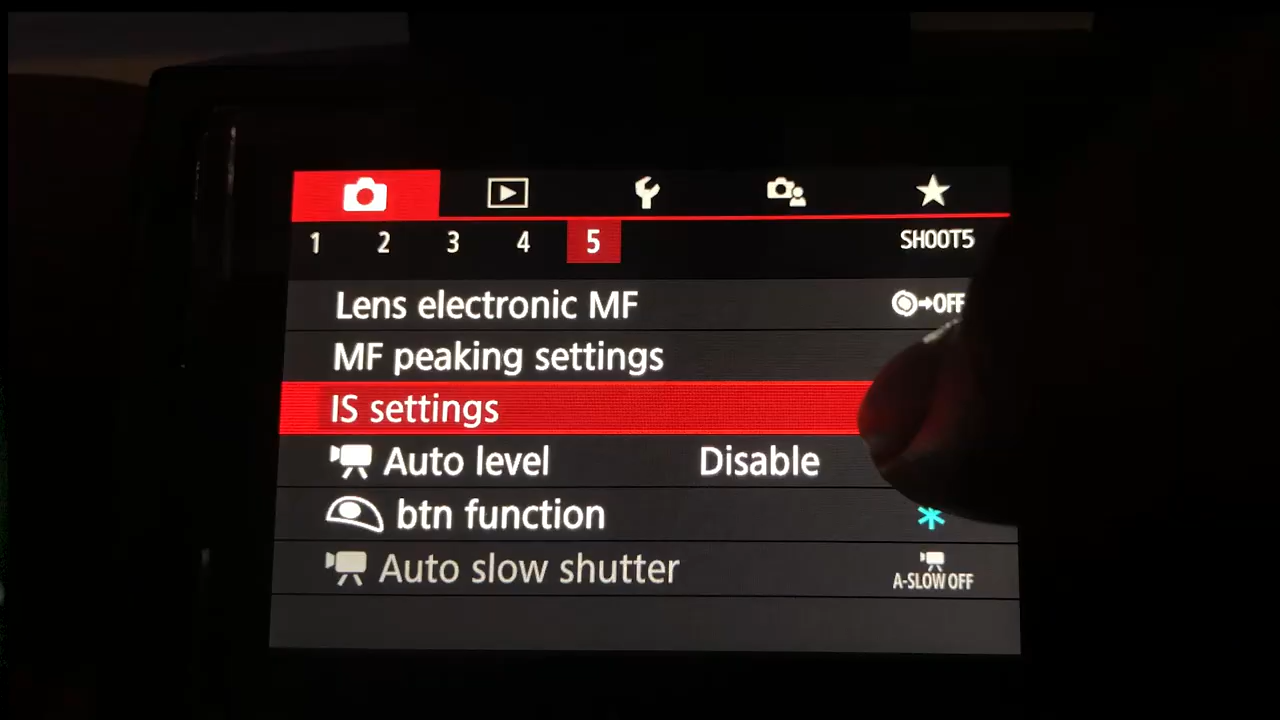 1 2 3 4 5 SHOOT5
Lens electronic MF OFF
MF peaking settings
IS settings
Auto level Disable
btn function *
Auto slow shutter A-SLOW OFF